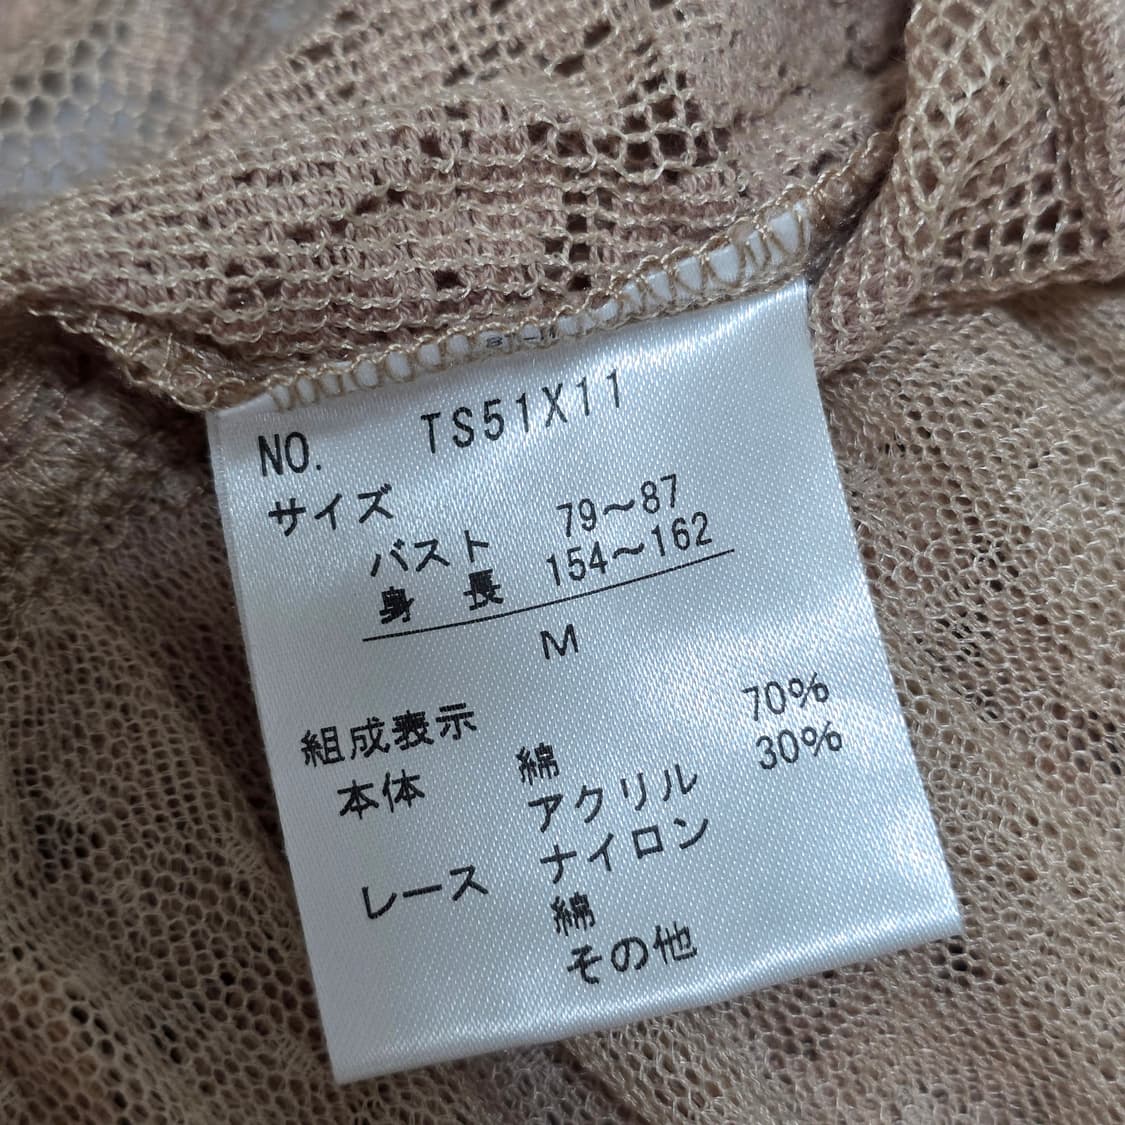 NO. TS51X11
サイズ
バスト 79～87
身長 154～162
M
組成表示
本体 綿 70%
アクリル 30%
レース ナイロン
綿
その他